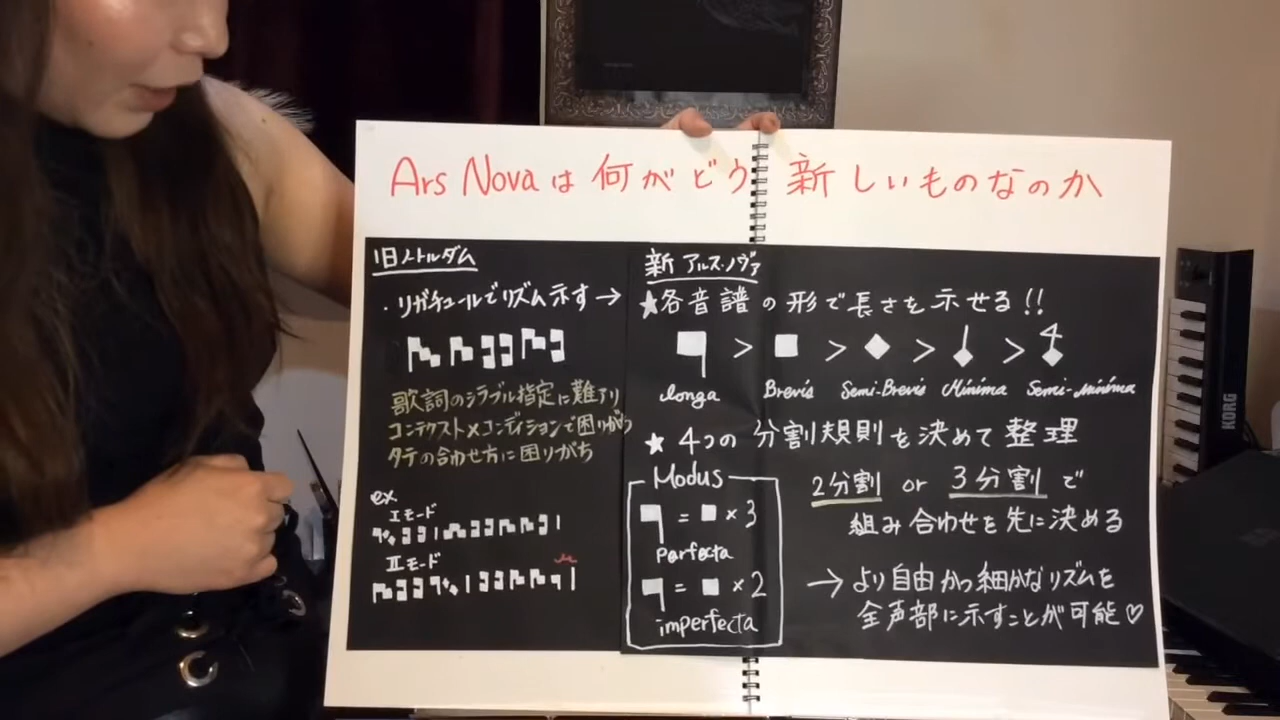 Ars Novaは何がどう新しいものなのか
旧ノートルダム
・リガチュールでリズム示す→
歌詞のシラブル指定に難アリ
コンテクスト×コンディションで困りがち
タテの合わせ方に困りがち
ex
Ⅰモード
Ⅱモード
新アルス・ノヴァ
★各音譜の形で長さを示せる!!
> > > >
longa Brevis Semi-Brevis Minima Semi-minima
★4つの分割規則を決めて整理
Modus
= ×3
perfecta
= ×2
imperfecta
2分割 or 3分割で
組み合わせを先に決める
→より自由かつ細かなリズムを
全声部に示すことが可能♡
KORG